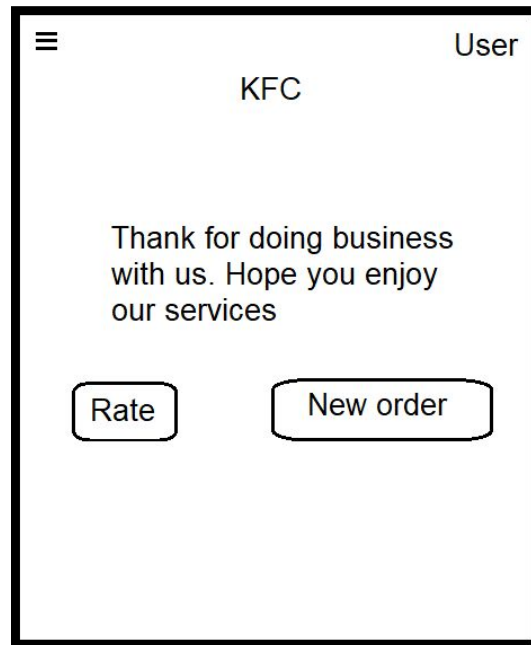 User
KFC
Thank for doing business
with us. Hope you enjoy
our services
Rate
New order